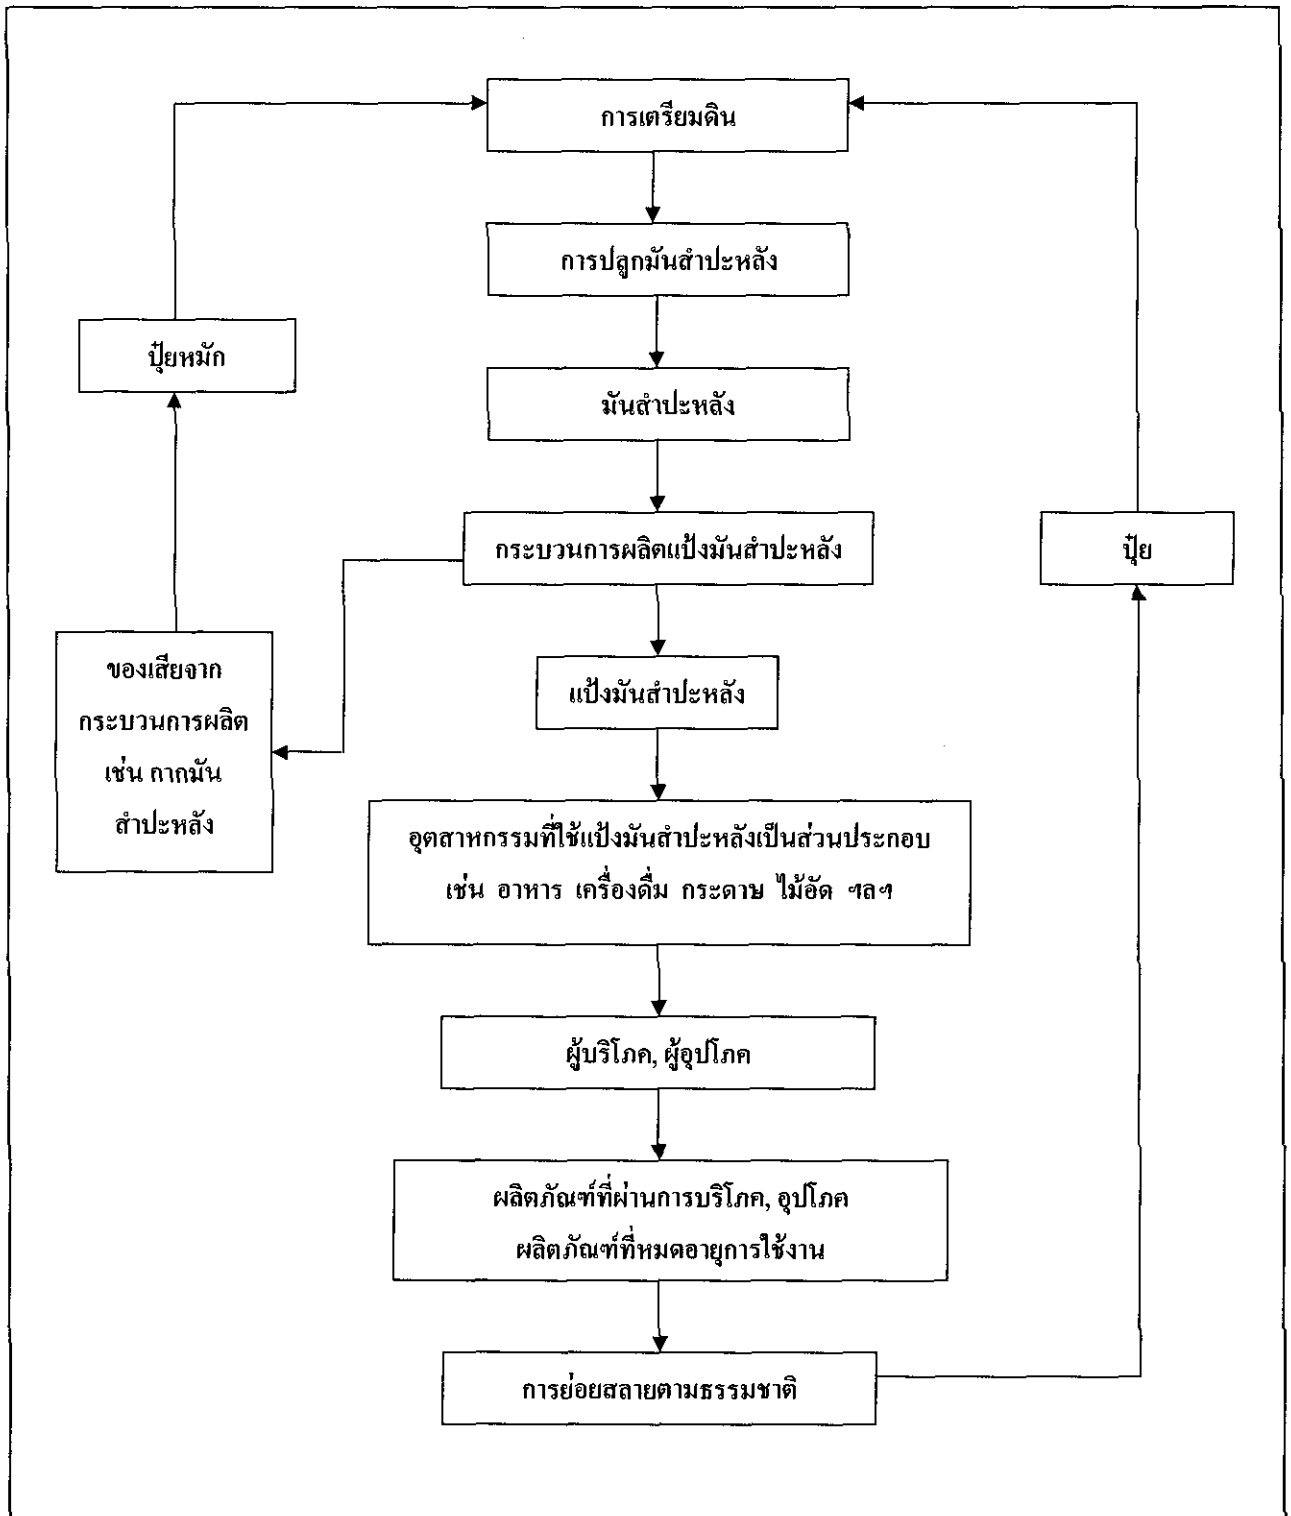 การเตรียมดิน
การปลูกมันสำปะหลัง
ปุ๋ยหมัก
มันสำปะหลัง
กระบวนการผลิตแป้งมันสำปะหลัง
ปุ๋ย
ของเสียจาก
กระบวนการผลิต
เช่น กากมัน
สำปะหลัง
แป้งมันสำปะหลัง
อุตสาหกรรมที่ใช้แป้งมันสำปะหลังเป็นส่วนประกอบ
เช่น อาหาร เครื่องดื่ม กระดาษ ไม้อัด ฯลฯ
ผู้บริโภค, ผู้อุปโภค
ผลิตภัณฑ์ที่ผ่านการบริโภค, อุปโภค
ผลิตภัณฑ์ที่หมดอายุการใช้งาน
การย่อยสลายตามธรรมชาติ